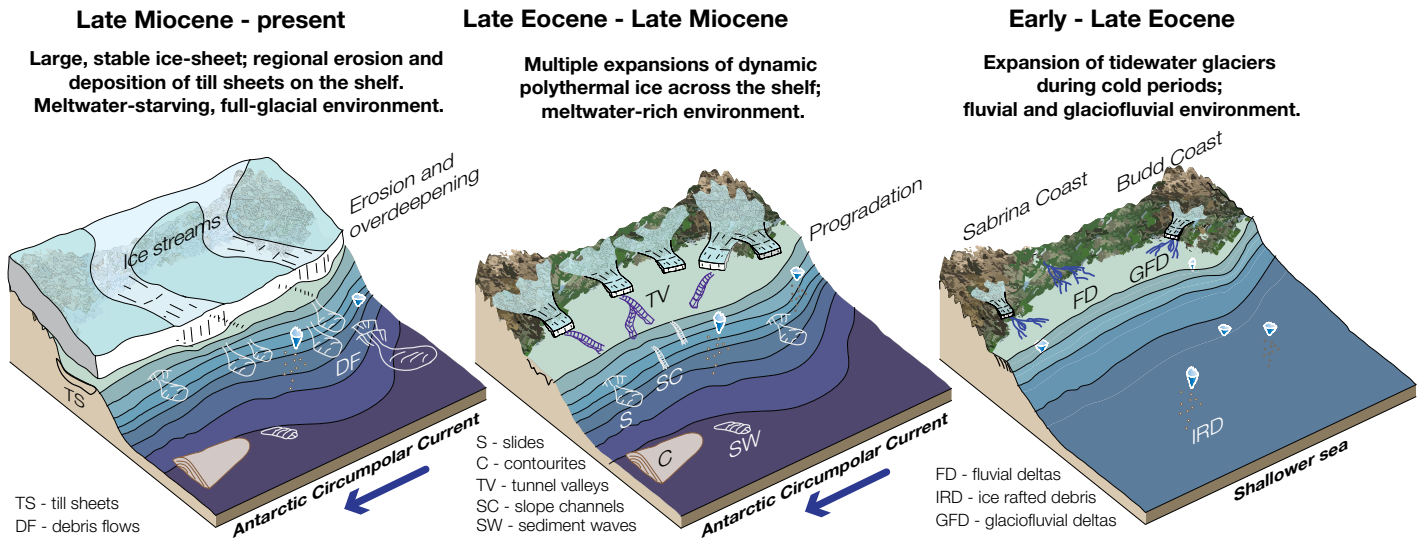 Late Miocene - present
Large, stable ice-sheet; regional erosion and
deposition of till sheets on the shelf.
Meltwater-starving, full-glacial environment.
Ice streams
Erosion and
overdeepening
DF
TS
Antarctic Circumpolar Current
TS - till sheets
DF - debris flows
Late Eocene - Late Miocene
Multiple expansions of dynamic
polythermal ice across the shelf;
meltwater-rich environment.
Progradation
TV
SC
S
SW
C
Antarctic Circumpolar Current
S - slides
C - contourites
TV - tunnel valleys
SC - slope channels
SW - sediment waves
Early - Late Eocene
Expansion of tidewater glaciers
during cold periods;
fluvial and glaciofluvial environment.
Sabrina Coast
Budd Coast
FD
GFD
IRD
Shallower sea
FD - fluvial deltas
IRD - ice rafted debris
GFD - glaciofluvial deltas